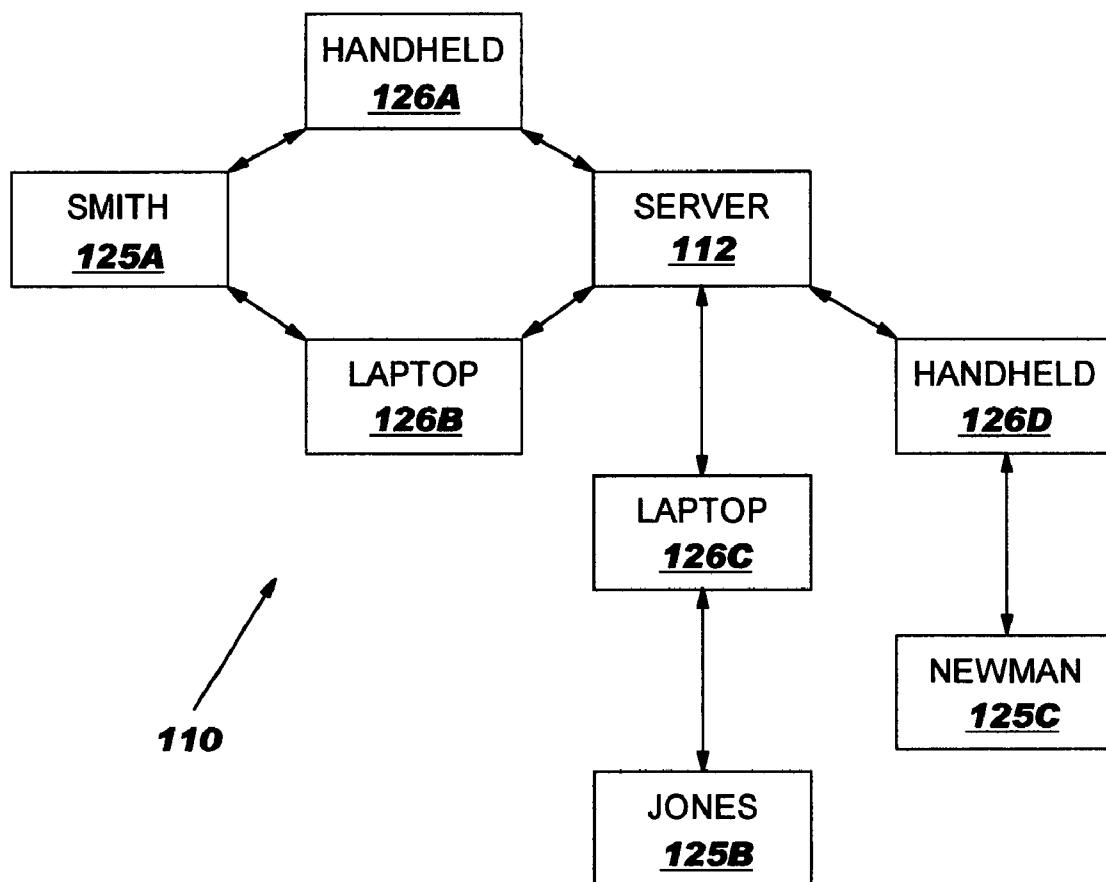 HANDHELD
126A
SMITH
125A
SERVER
112
LAPTOP
126B
HANDHELD
126D
LAPTOP
126C
NEWMAN
125C
110
JONES
125B